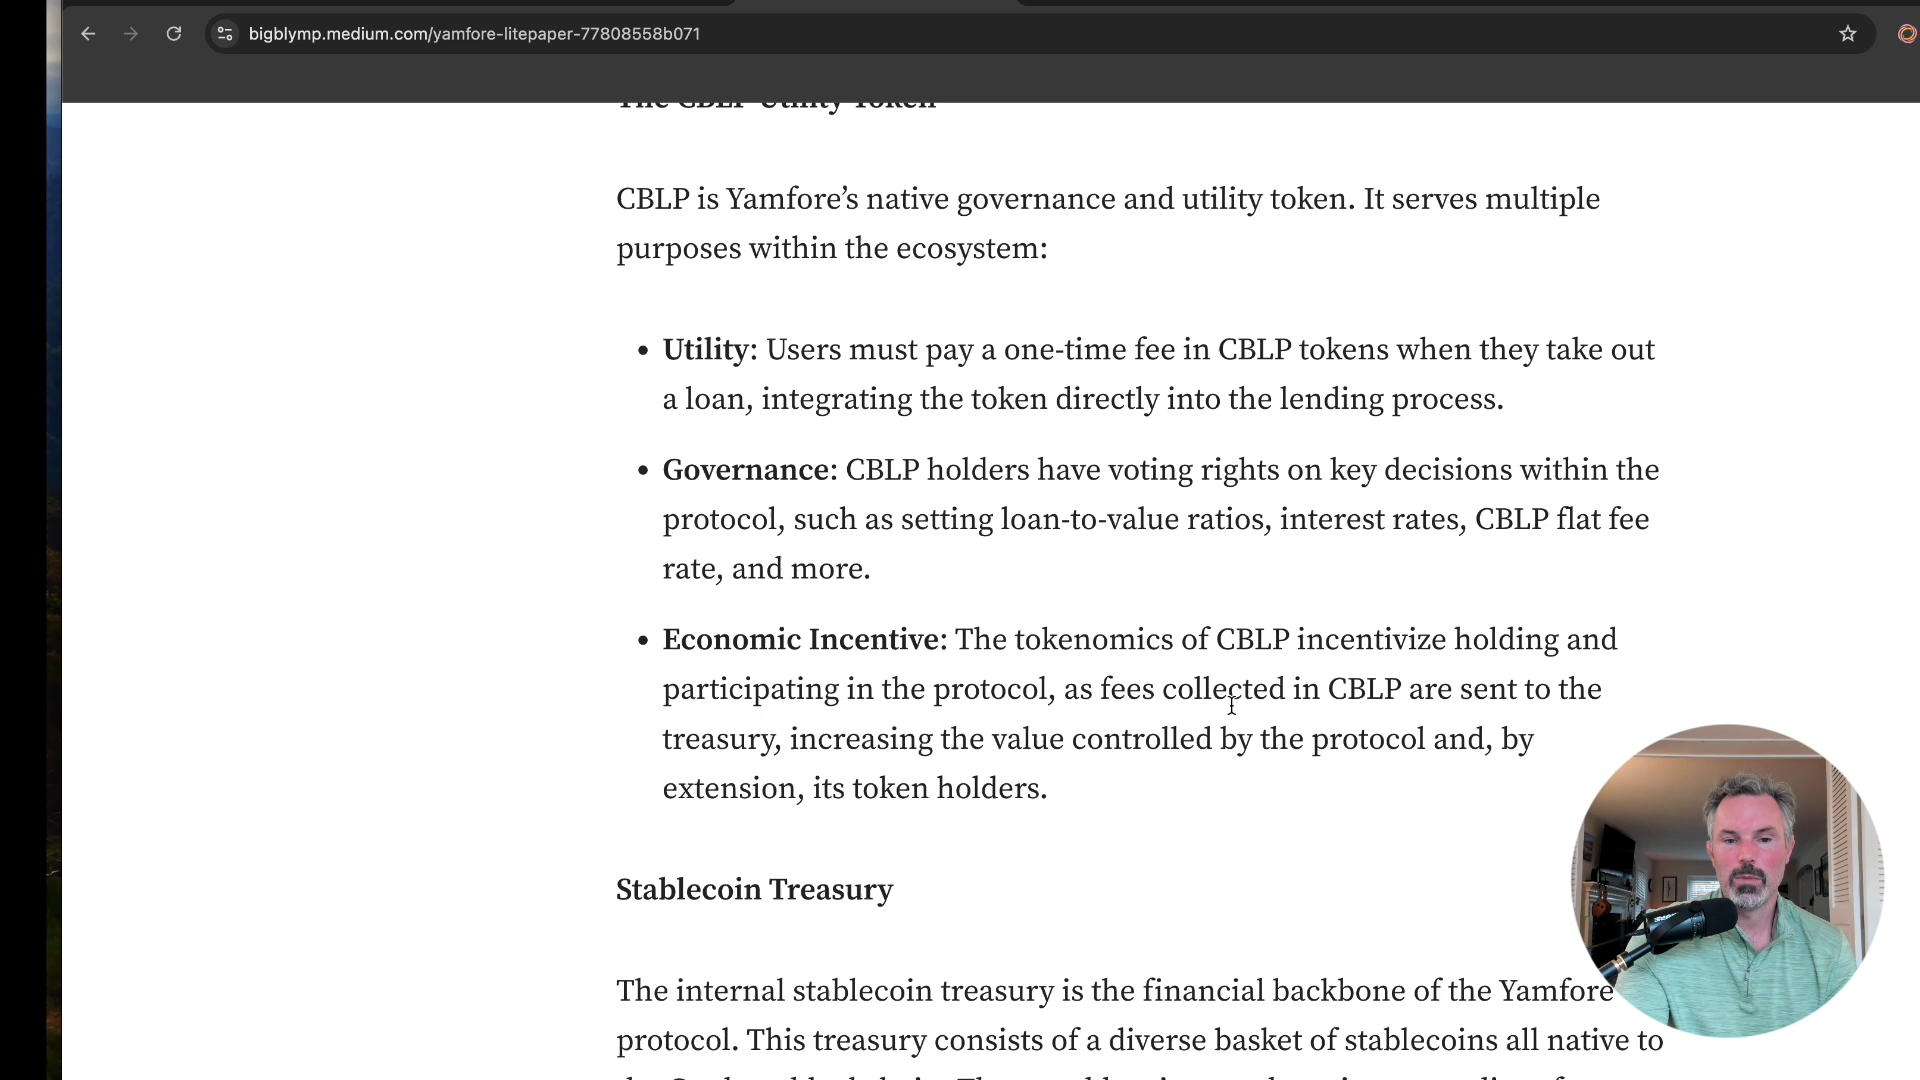 bigblymp.medium.com/yamfore-litepaper-77808558b071
The CBLP Utility Token
CBLP is Yamfore’s native governance and utility token. It serves multiple
purposes within the ecosystem:
• Utility: Users must pay a one-time fee in CBLP tokens when they take out
a loan, integrating the token directly into the lending process.
• Governance: CBLP holders have voting rights on key decisions within the
protocol, such as setting loan-to-value ratios, interest rates, CBLP flat fee
rate, and more.
• Economic Incentive: The tokenomics of CBLP incentivize holding and
participating in the protocol, as fees collected in CBLP are sent to the
treasury, increasing the value controlled by the protocol and, by
extension, its token holders.
Stablecoin Treasury
The internal stablecoin treasury is the financial backbone of the Yamfore
protocol. This treasury consists of a diverse basket of stablecoins all native to